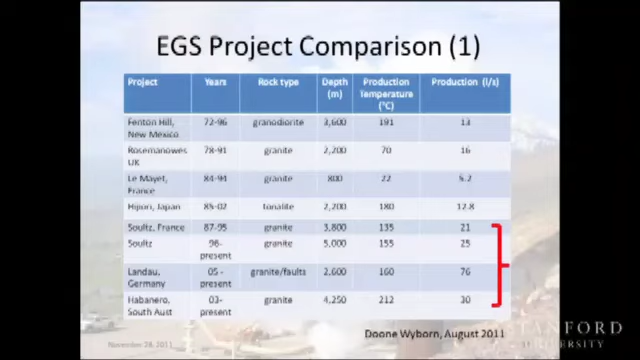 EGS Project Comparison (1)
Project Years Rock type Depth (m) Production Temperature (°C) Production (l/s)
Fenton Hill, New Mexico 72-96 granodiorite 3,600 191 13
Rosemanowes UK 78-91 granite 2,200 70 16
Le Mayet, France 84-94 granite 800 22 5.2
Hijori, Japan 85-02 tonalite 2,200 180 12.8
Soultz, France 87-95 granite 3,800 135 21
Soultz 96-present granite 5,000 155 25
Landau, Germany 05-present granite/faults 2,600 160 76
Habanero, South Aust 03-present granite 4,250 212 30
Doone Wyborn, August 2011
November 28, 2011
STANFORD
UNIVERSITY